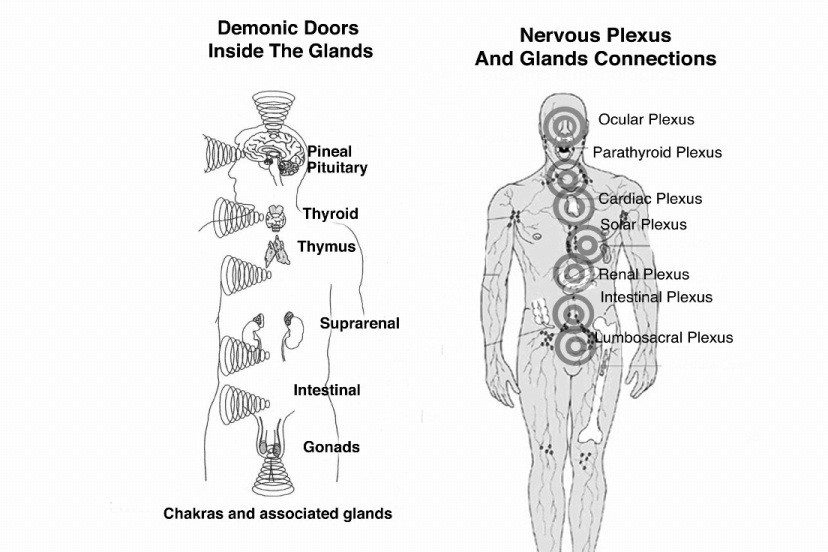 Demonic Doors
Inside The Glands
Pineal
Pituitary
Thyroid
Thymus
Suprarenal
Intestinal
Gonads
Chakras and associated glands
Nervous Plexus
And Glands Connections
Ocular Plexus
Parathyroid Plexus
Cardiac Plexus
Solar Plexus
Renal Plexus
Intestinal Plexus
Lumbosacral Plexus